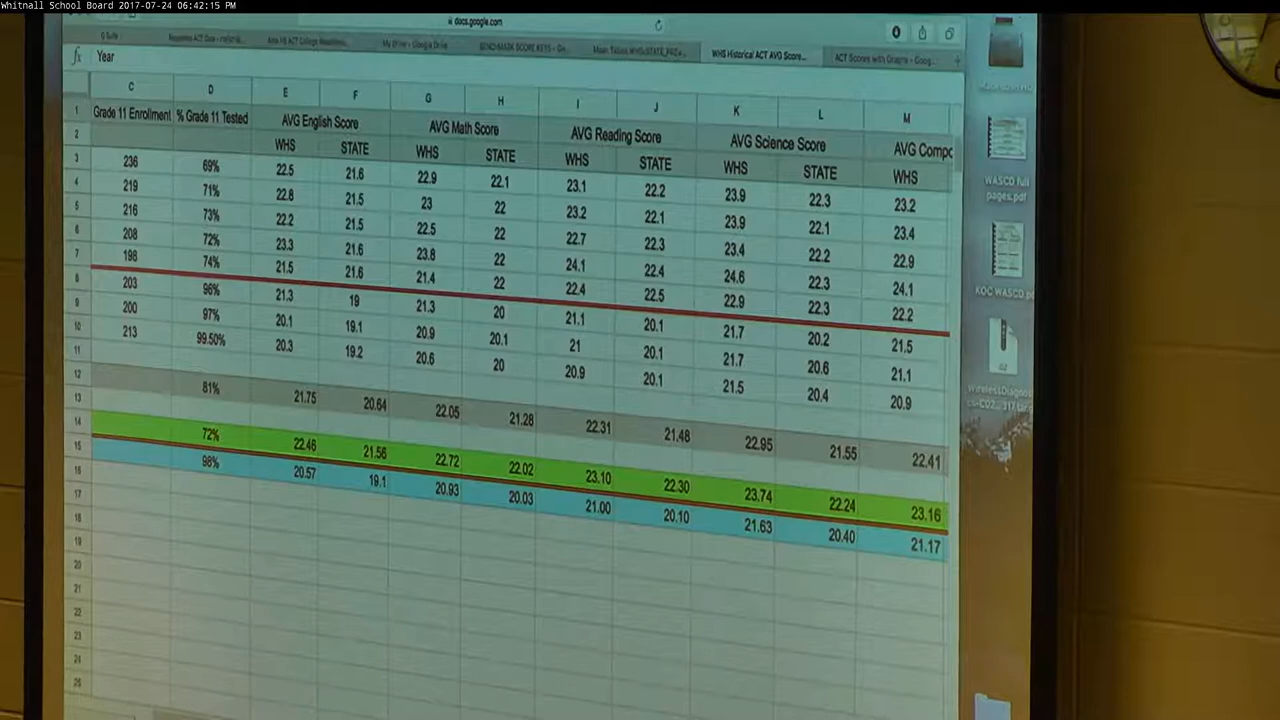 Whitnall School Board 2017-07-24 06:42:15 PM
docs.google.com
G Suite
My Drive - Google Drive
WHS Historical ACT AVG Score...
ACT Scores with Graphs - Goog...
fx Year
C D E F G H I J K L M
1 Grade 11 Enrollment % Grade 11 Tested AVG English Score AVG Math Score AVG Reading Score AVG Science Score AVG Compo
2 WHS STATE WHS STATE WHS STATE WHS STATE WHS
3 236 69% 22.5 21.6 22.9 22.1 23.1 22.2 23.9 22.3 23.2
4 219 71% 22.8 21.5 23 22 23.2 22.1 23.9 22.1 23.4
5 216 73% 22.2 21.5 22.5 22 22.7 22.3 23.4 22.2 22.9
6 208 72% 23.3 21.6 23.8 22 24.1 22.4 24.6 22.3 24.1
7 198 74% 21.5 21.6 21.4 22 22.4 22.5 22.9 22.3 22.2
8 203 96% 21.3 19 21.3 20 21.1 20.1 21.7 20.2 21.5
9 200 97% 20.1 19.1 20.9 20.1 21 20.1 21.7 20.6 21.1
10 213 99.50% 20.3 19.2 20.6 20 20.9 20.1 21.5 20.4 20.9
11
12 81% 21.75 20.64 22.05 21.28 22.31 21.48 22.95 21.55 22.41
13
14 72% 22.46 21.56 22.72 22.02 23.10 22.30 23.74 22.24 23.16
15 98% 20.57 19.1 20.93 20.03 21.00 20.10 21.63 20.40 21.17
16
17
18
19
20
21
22
23
24
25
WASCO full
pages.pdf
KOC WASCO.p
WirelessDiagno